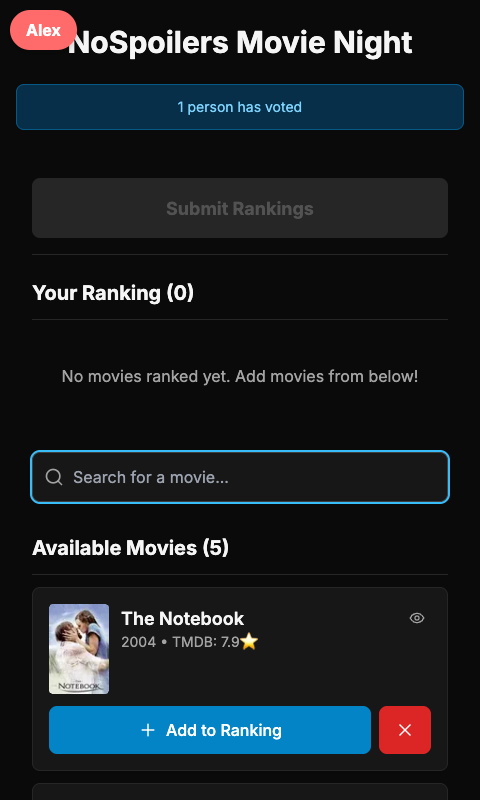 Alex
NoSpoilers Movie Night
1 person has voted
Submit Rankings
Your Ranking (0)
No movies ranked yet. Add movies from below!
Search for a movie...
Available Movies (5)
The Notebook
2004 • TMDB: 7.9⭐
THE NOTEBOOK
+ Add to Ranking